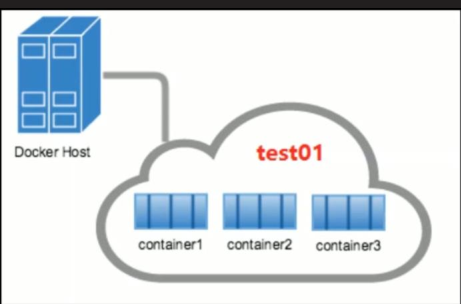 Docker Host
test01
container1
container2
container3